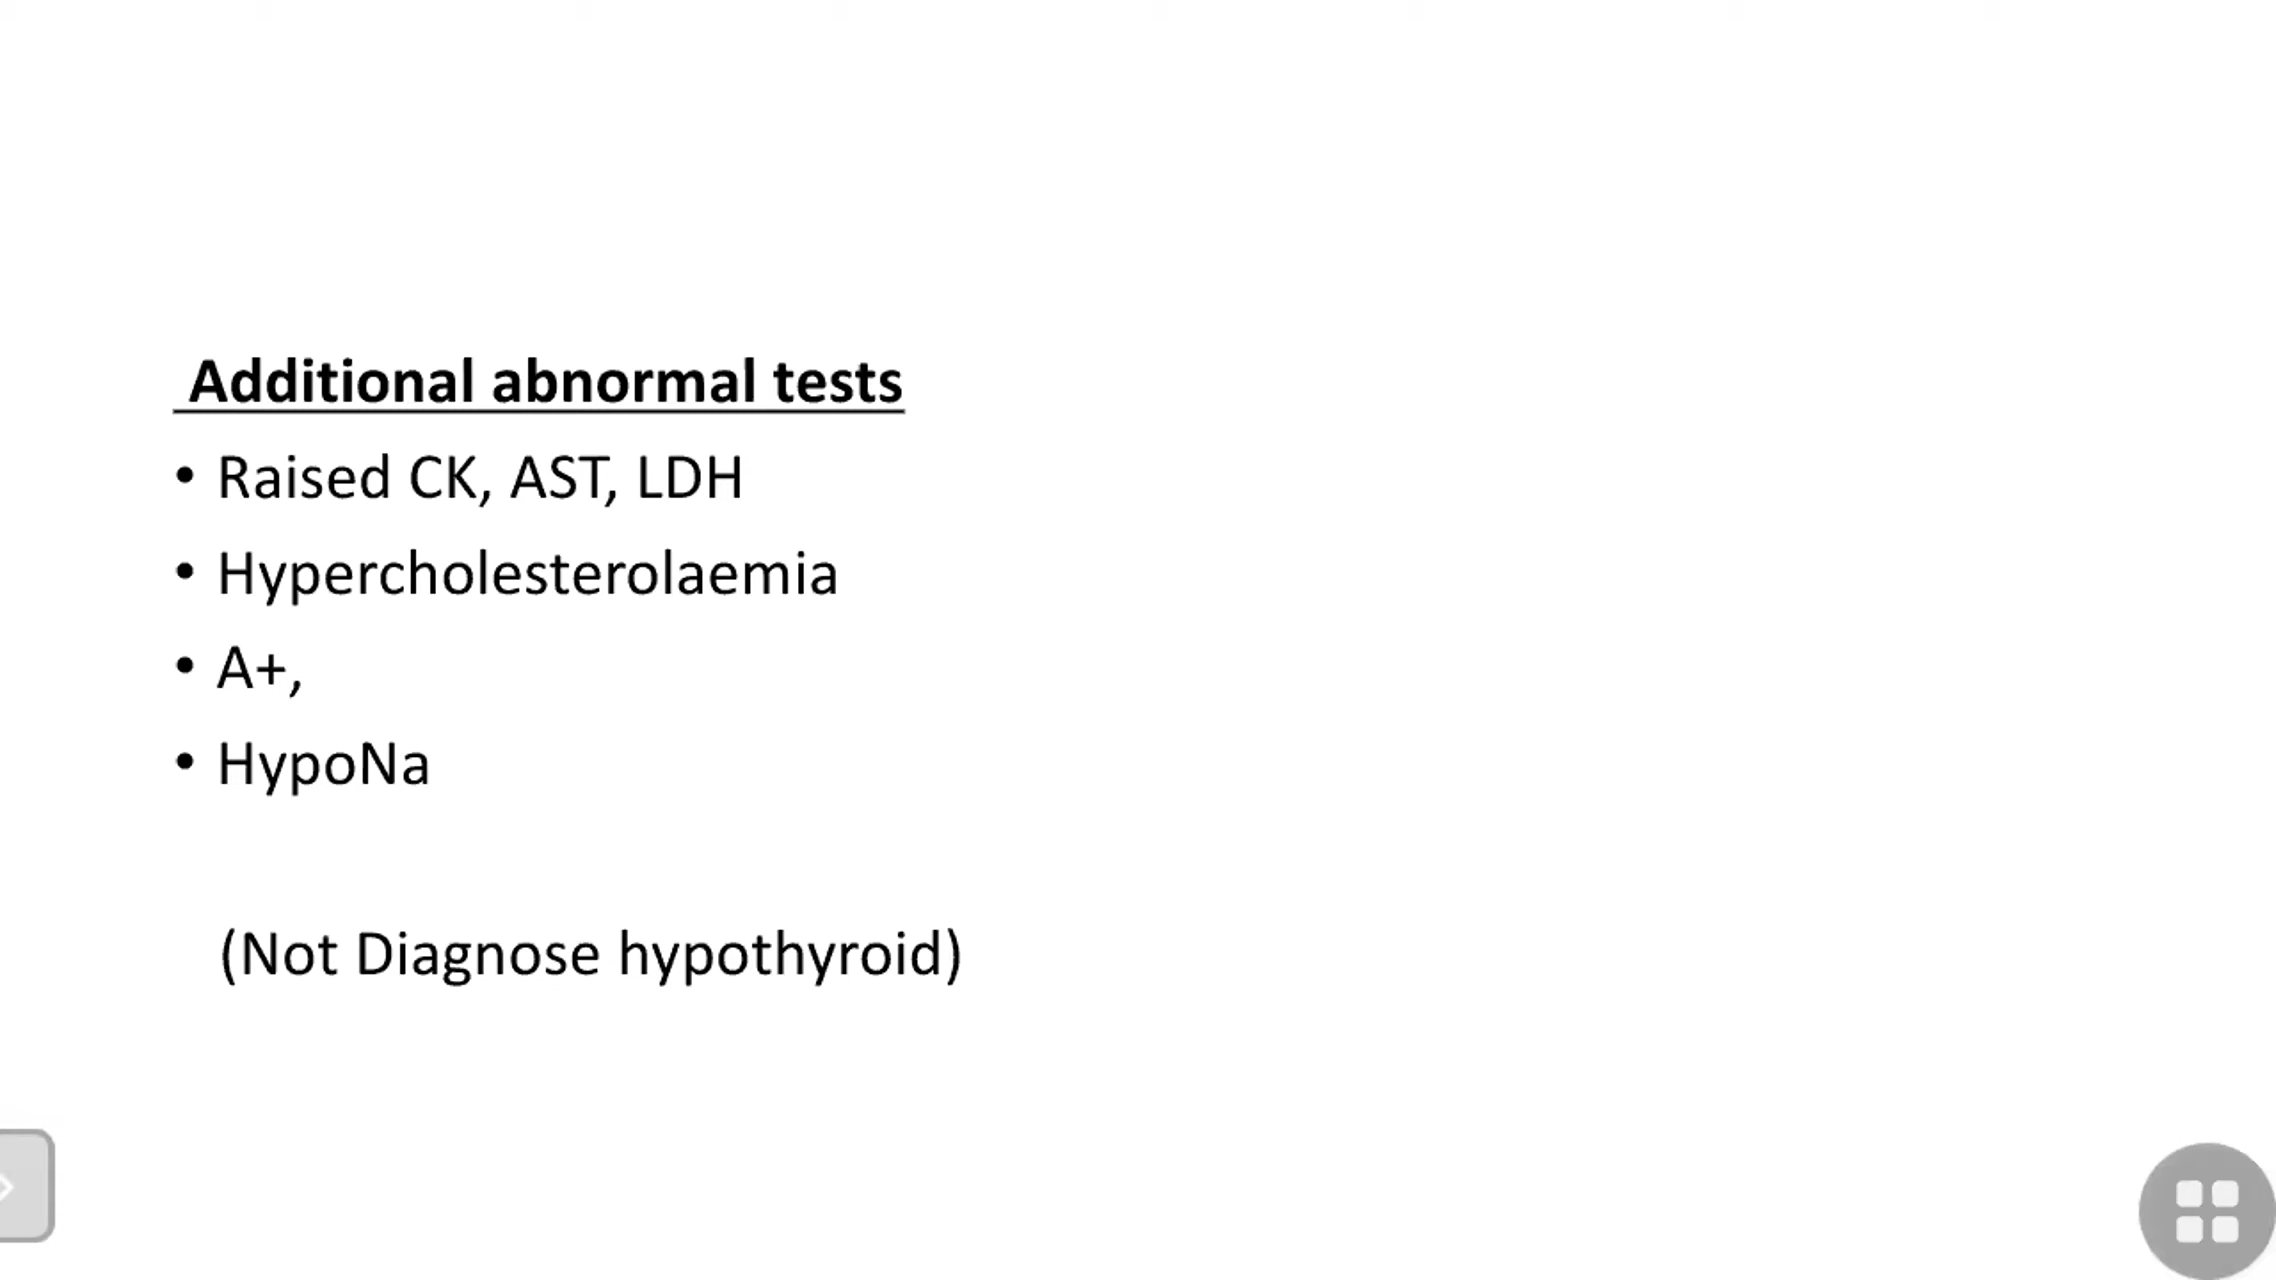 Additional abnormal tests
• Raised CK, AST, LDH
• Hypercholesterolaemia
• A+,
• HypoNa
(Not Diagnose hypothyroid)